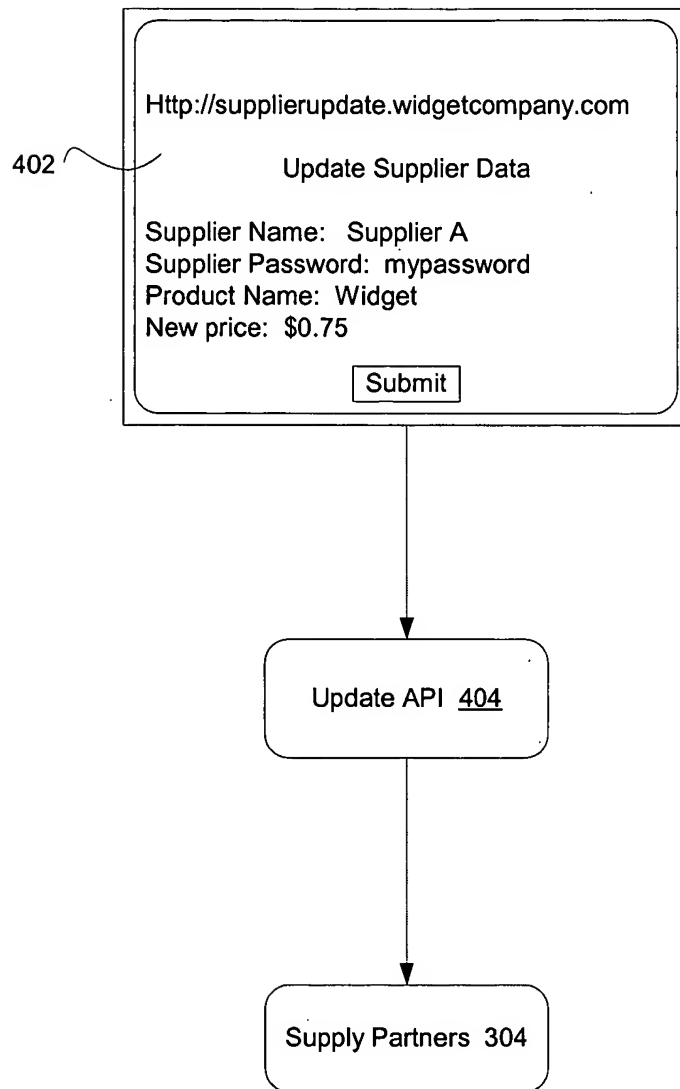 Http://supplierupdate.widgetcompany.com
402
Update Supplier Data
Supplier Name: Supplier A
Supplier Password: mypassword
Product Name: Widget
New price: $0.75
Submit
Update API 404
Supply Partners 304